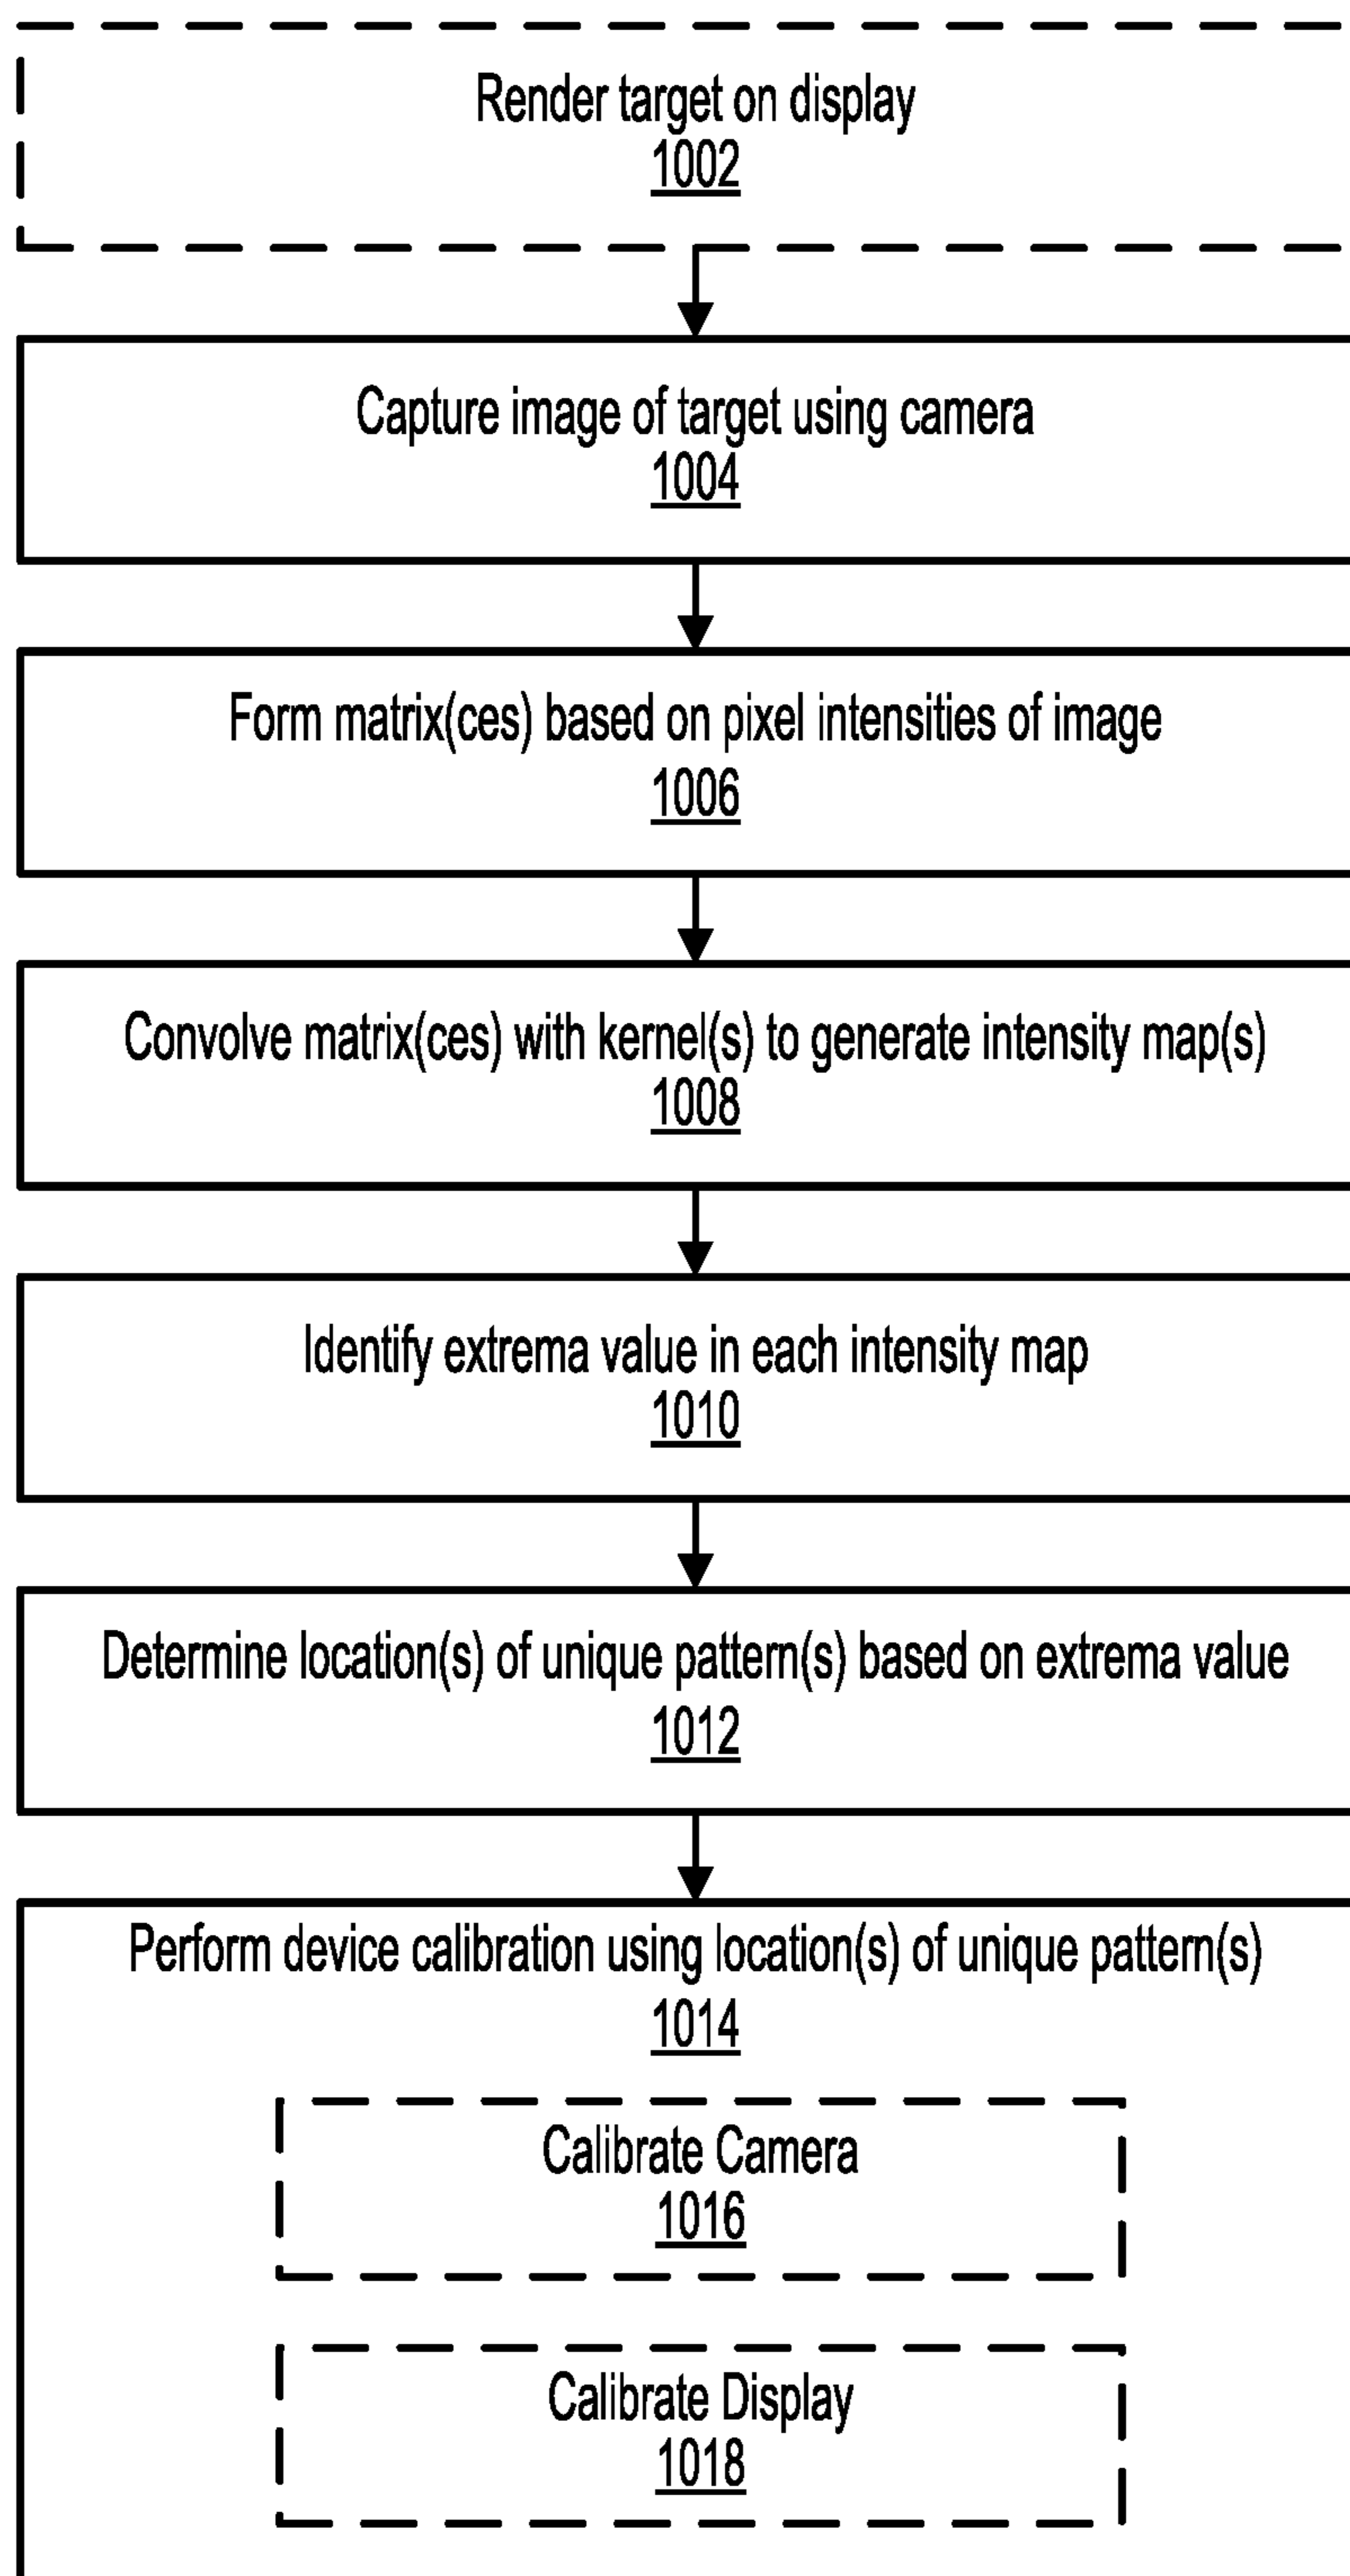 Render target on display
1002
Capture image of target using camera
1004
Form matrix(ces) based on pixel intensities of image
1006
Convolve matrix(ces) with kernel(s) to generate intensity map(s)
1008
Identify extrema value in each intensity map
1010
Determine location(s) of unique pattern(s) based on extrema value
1012
Perform device calibration using location(s) of unique pattern(s)
1014
Calibrate Camera
1016
Calibrate Display
1018